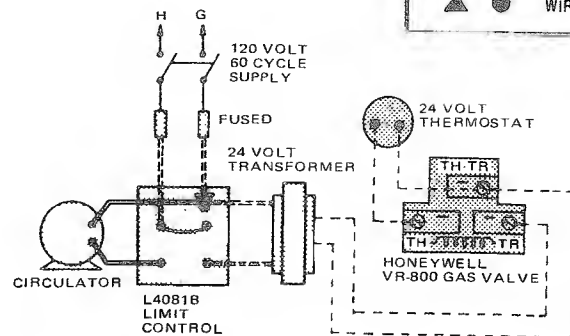 WIR
H G
120 VOLT
60 CYCLE
SUPPLY
FUSED
24 VOLT
TRANSFORMER
24 VOLT
THERMOSTAT
TH-TR
TH TR
HONEYWELL
VR-800 GAS VALVE
CIRCULATOR
L4081B
LIMIT
CONTROL